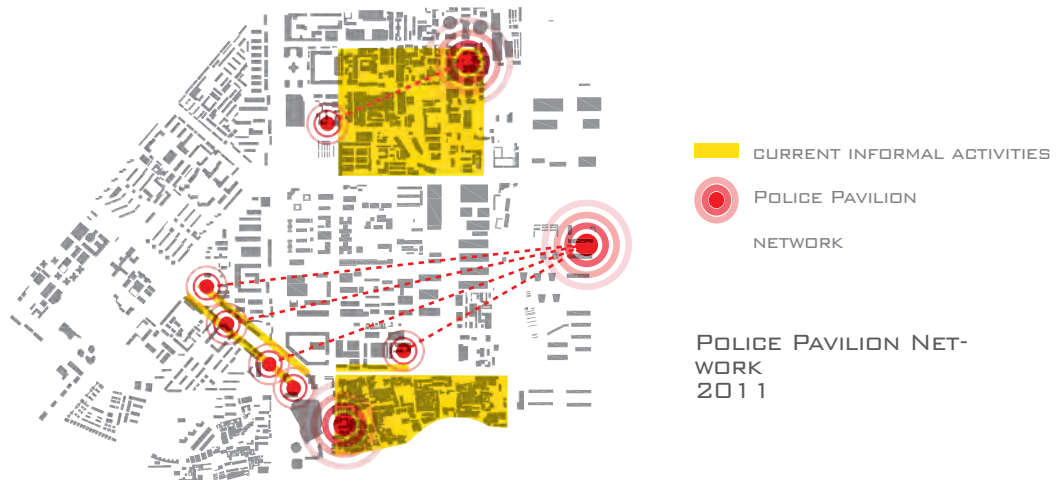 CURRENT INFORMAL ACTIVITIES
POLICE PAVILION
NETWORK
POLICE PAVILION NET-
WORK
2011